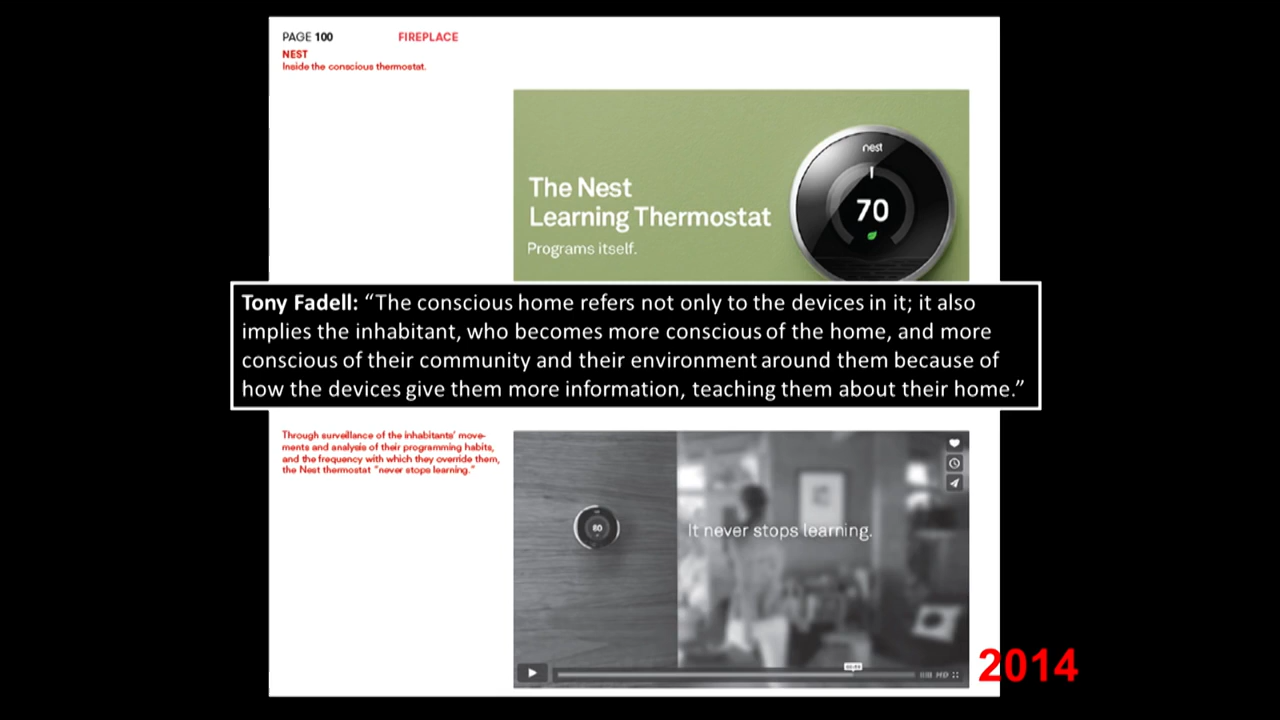 PAGE 100 FIREPLACE
NEST
Inside the conscious thermostat.
nest
The Nest
Learning Thermostat
70
Programs itself.
Tony Fadell: “The conscious home refers not only to the devices in it; it also
implies the inhabitant, who becomes more conscious of the home, and more
conscious of their community and their environment around them because of
how the devices give them more information, teaching them about their home.”
Through surveillance of the inhabitants’ move-
ments and analysis of their programming habits,
and the frequency with which they override them,
the Nest thermostat “never stops learning.”
80
It never stops learning.
HD
2014